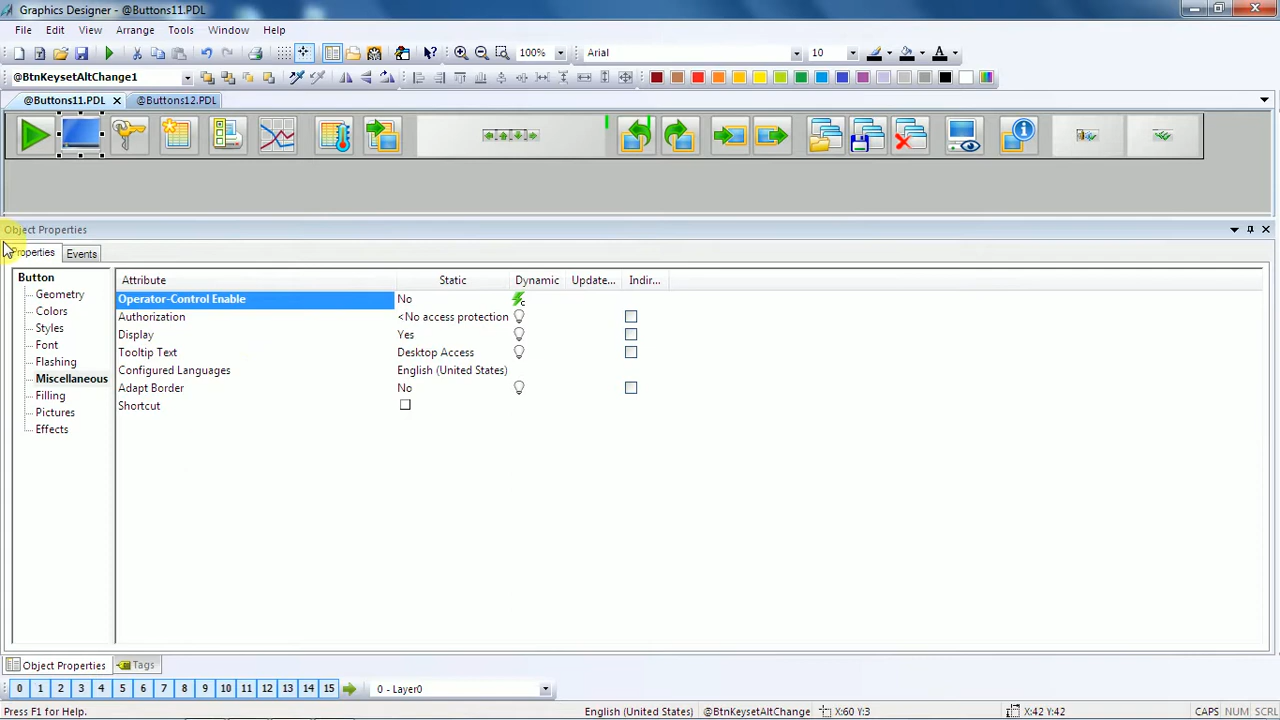 Graphics Designer - @Buttons11.PDL
File Edit View Arrange Tools Window Help
100% Arial 10
@BtnKeysetAltChange1
@Buttons11.PDL @Buttons12.PDL
Object Properties
Properties Events
Button
Geometry
Colors
Styles
Font
Flashing
Miscellaneous
Filling
Pictures
Effects
Attribute Static Dynamic Update... Indir...
Operator-Control Enable No
Authorization <No access protection
Display Yes
Tooltip Text Desktop Access
Configured Languages English (United States)
Adapt Border No
Shortcut
Object Properties Tags
0 1 2 3 4 5 6 7 8 9 10 11 12 13 14 15 0 - Layer0
Press F1 for Help. English (United States) @BtnKeysetAltChange X:60 Y:3 X:42 Y:42 CAPS NUM SCRL